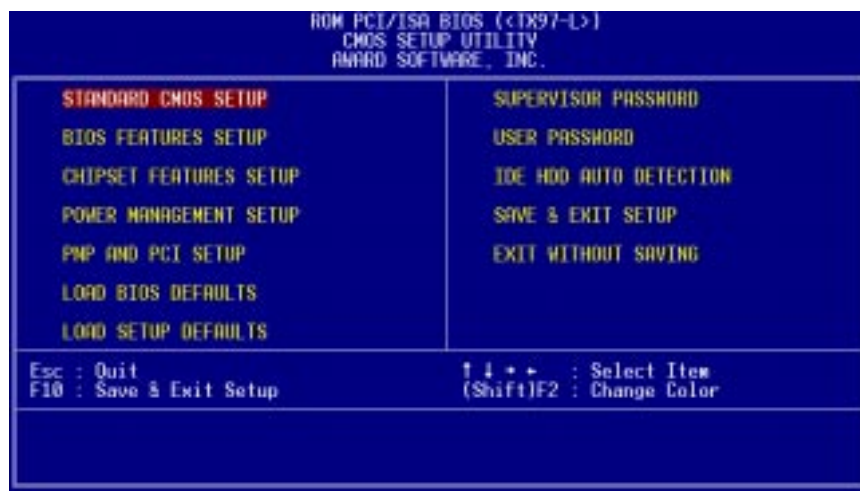 ROM PCI/ISA BIOS (<TX97-L>)
CMOS SETUP UTILITY
AWARD SOFTWARE, INC.
STANDARD CMOS SETUP
BIOS FEATURES SETUP
CHIPSET FEATURES SETUP
POWER MANAGEMENT SETUP
PNP AND PCI SETUP
LOAD BIOS DEFAULTS
LOAD SETUP DEFAULTS
SUPERVISOR PASSWORD
USER PASSWORD
IDE HDD AUTO DETECTION
SAVE & EXIT SETUP
EXIT WITHOUT SAVING
Esc : Quit
F10 : Save & Exit Setup
↑ ↓ → ← : Select Item
(Shift)F2 : Change Color